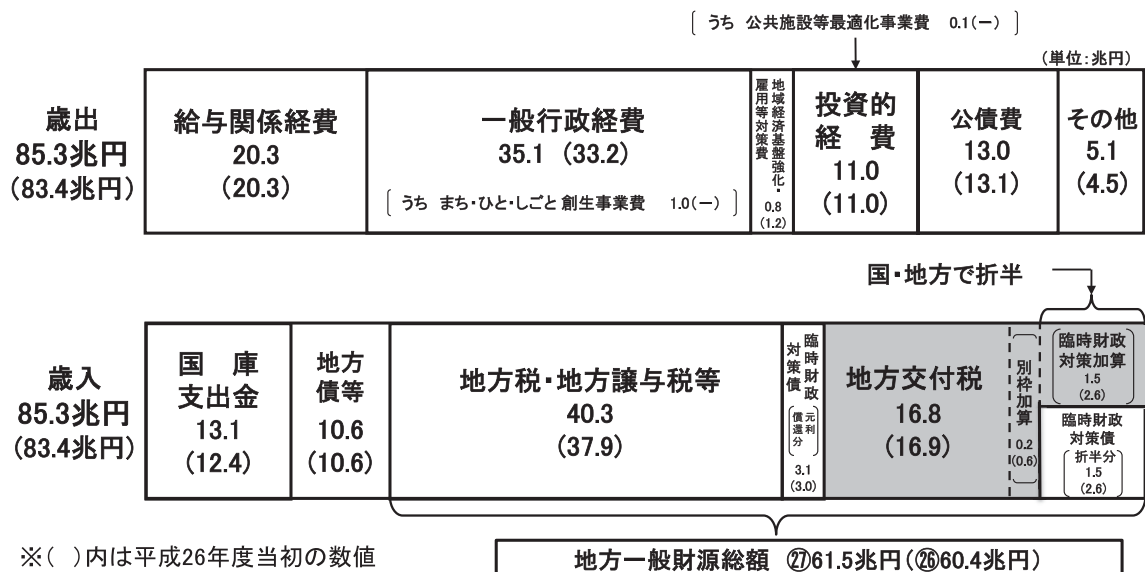 〔 うち 公共施設等最適化事業費 0.1(ー) 〕
(単位:兆円)
歳出
85.3兆円
(83.4兆円)
給与関係経費
20.3
(20.3)
一般行政経費
35.1 (33.2)
〔 うち まち・ひと・しごと 創生事業費 1.0(ー) 〕
地域経済基盤強化・
雇用等対策費
0.8
(1.2)
投資的
経 費
11.0
(11.0)
公債費
13.0
(13.1)
その他
5.1
(4.5)
国・地方で折半
歳入
85.3兆円
(83.4兆円)
国 庫
支出金
13.1
(12.4)
地方
債等
10.6
(10.6)
地方税・地方譲与税等
40.3
(37.9)
臨時財政
対策債
元利
償還分
3.1
(3.0)
地方交付税
16.8
(16.9)
別枠加算
0.2
(0.6)
臨時財政
対策加算
1.5
(2.6)
臨時財政
対策債
折半分
1.5
(2.6)
※( )内は平成26年度当初の数値
地方一般財源総額 ㉗61.5兆円(㉖60.4兆円)